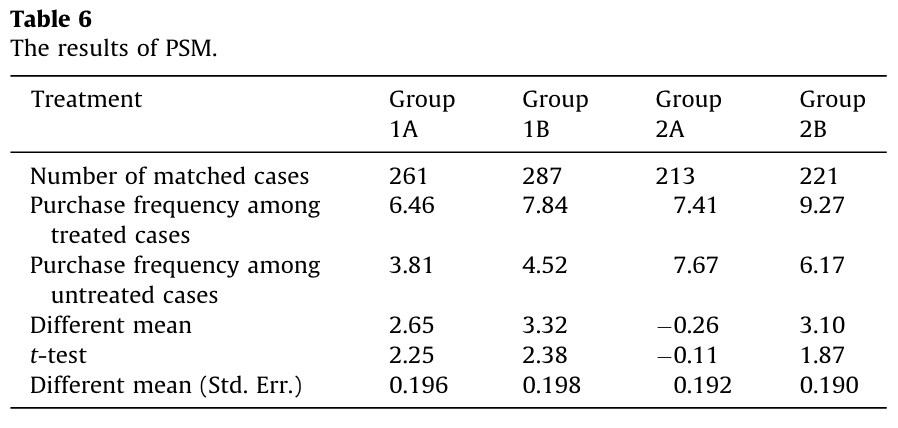 Table 6
The results of PSM.
Treatment Group Group Group Group
1A 1B 2A 2B
Number of matched cases 261 287 213 221
Purchase frequency among 6.46 7.84 7.41 9.27
treated cases
Purchase frequency among 3.81 4.52 7.67 6.17
untreated cases
Different mean 2.65 3.32 −0.26 3.10
t-test 2.25 2.38 −0.11 1.87
Different mean (Std. Err.) 0.196 0.198 0.192 0.190